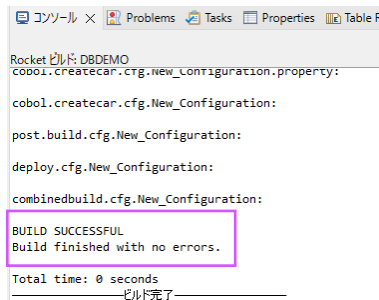 コンソール Problems Tasks Properties Table R
Rocket ビルド: DBDEMO
cobol.createcar.cfg.New_Configuration.property:
cobol.createcar.cfg.New_Configuration:
post.build.cfg.New_Configuration:
deploy.cfg.New_Configuration:
combinedbuild.cfg.New_Configuration:
BUILD SUCCESSFUL
Build finished with no errors.
Total time: 0 seconds
ビルド完了